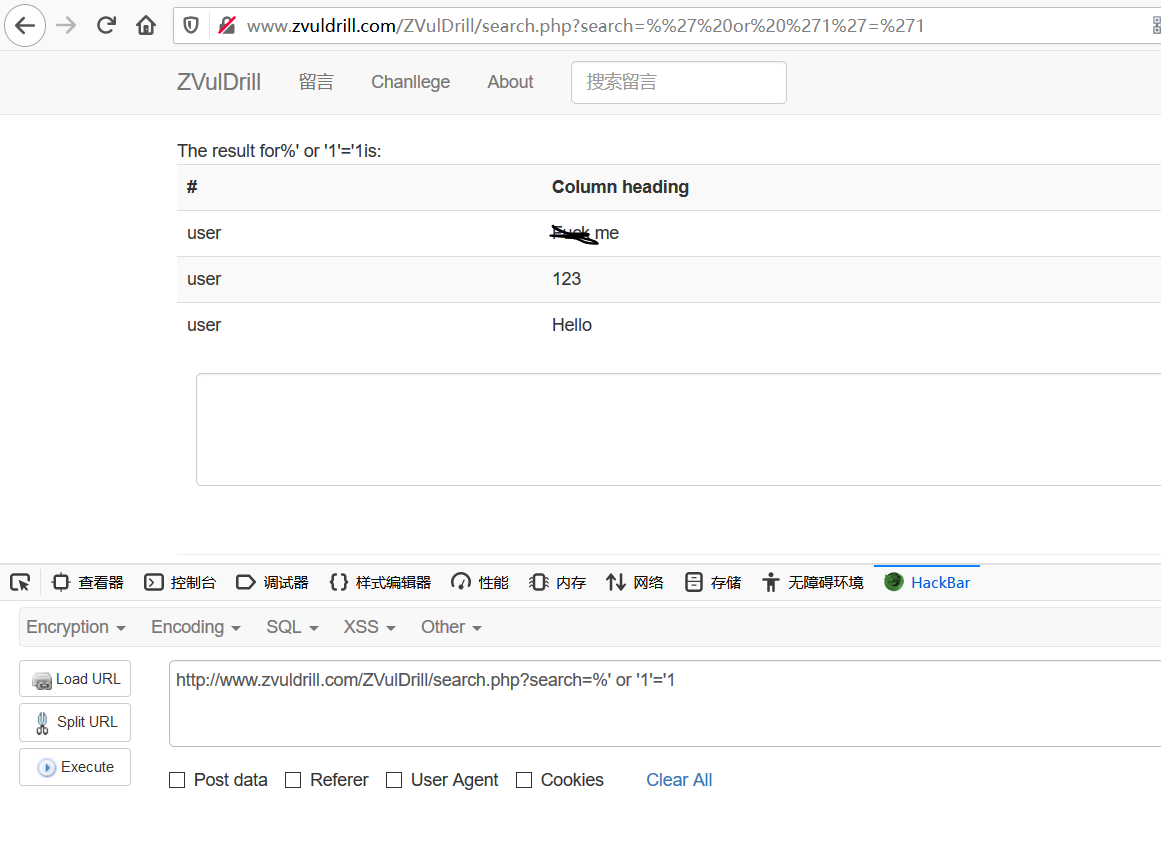 www.zvuldrill.com/ZVulDrill/search.php?search=%%27%20or%20%271%27=%271
ZVulDrill 留言 Chanllege About 搜索留言
The result for%' or '1'='1is:
# Column heading
user me
user 123
user Hello
查看器 控制台 调试器 样式编辑器 性能 内存 网络 存储 无障碍环境 HackBar
Encryption Encoding SQL XSS Other
Load URL http://www.zvuldrill.com/ZVulDrill/search.php?search=%' or '1'='1
Split URL
Execute
Post data Referer User Agent Cookies Clear All